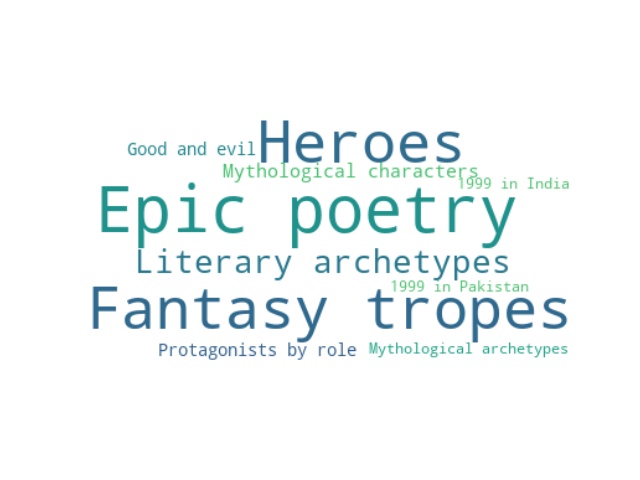 Heroes
Good and evil
Mythological characters
1999 in India
Epic poetry
Literary archetypes
1999 in Pakistan
Fantasy tropes
Protagonists by role
Mythological archetypes